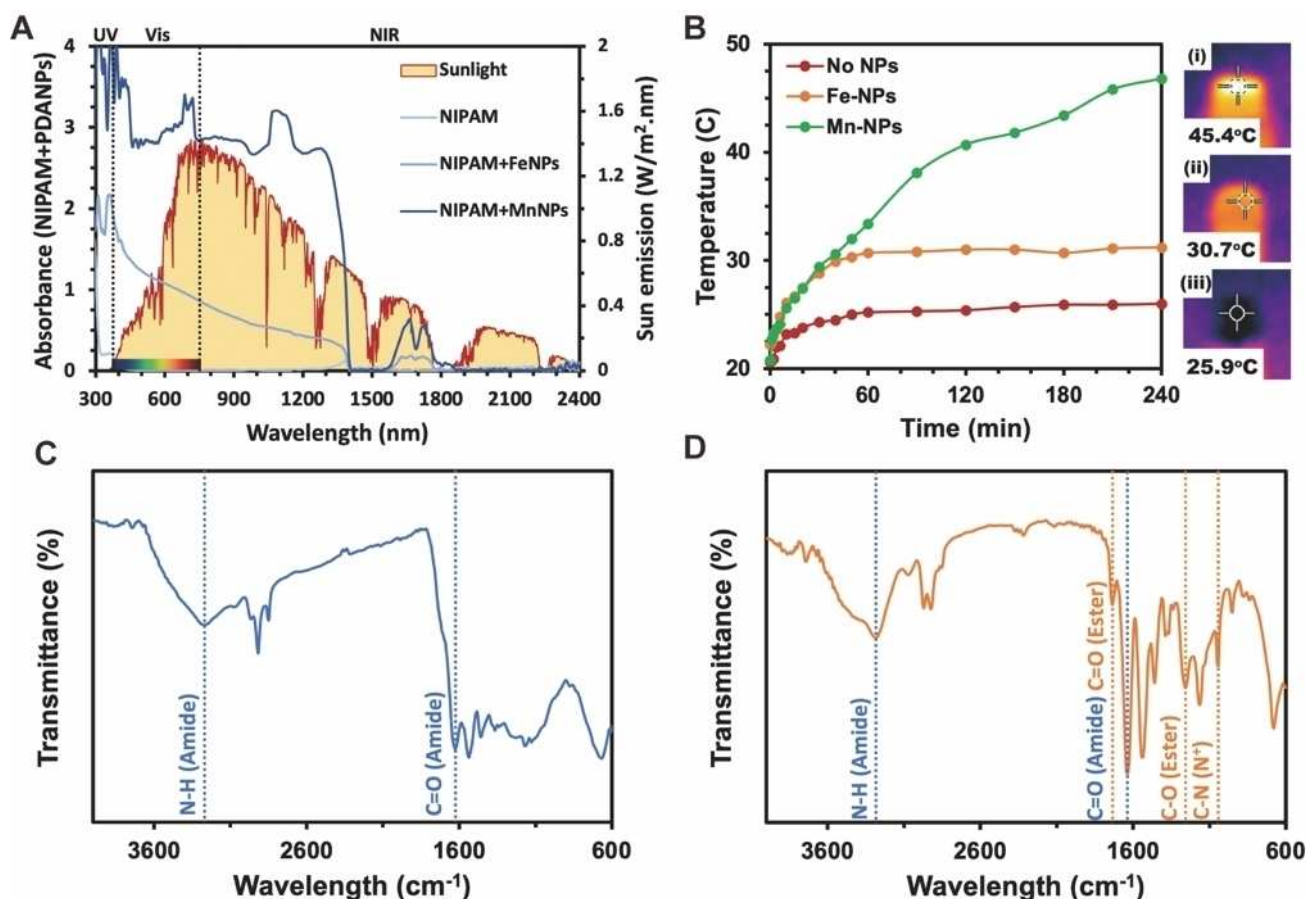 A
UV
Vis
NIR
Absorbance (NIPAM+PDANPs)
4
3
2
1
0
Sunlight
NIPAM
NIPAM+FeNPs
NIPAM+MnNPs
2
1.6
1.2
0.8
0.4
0
Sun emission (W/m².nm)
300 600 900 1200 1500 1800 2100 2400
Wavelength (nm)
B
Temperature (C)
50
40
30
20
No NPs
Fe-NPs
Mn-NPs
0 60 120 180 240
Time (min)
(i)
45.4°C
(ii)
30.7°C
(iii)
25.9°C
C
Transmittance (%)
N-H (Amide)
C=O (Amide)
3600 2600 1600 600
Wavelength (cm⁻¹)
D
Transmittance (%)
N-H (Amide)
C=O (Amide)
C=O (Ester)
C-O (Ester)
C-N (N⁺)
3600 2600 1600 600
Wavelength (cm⁻¹)